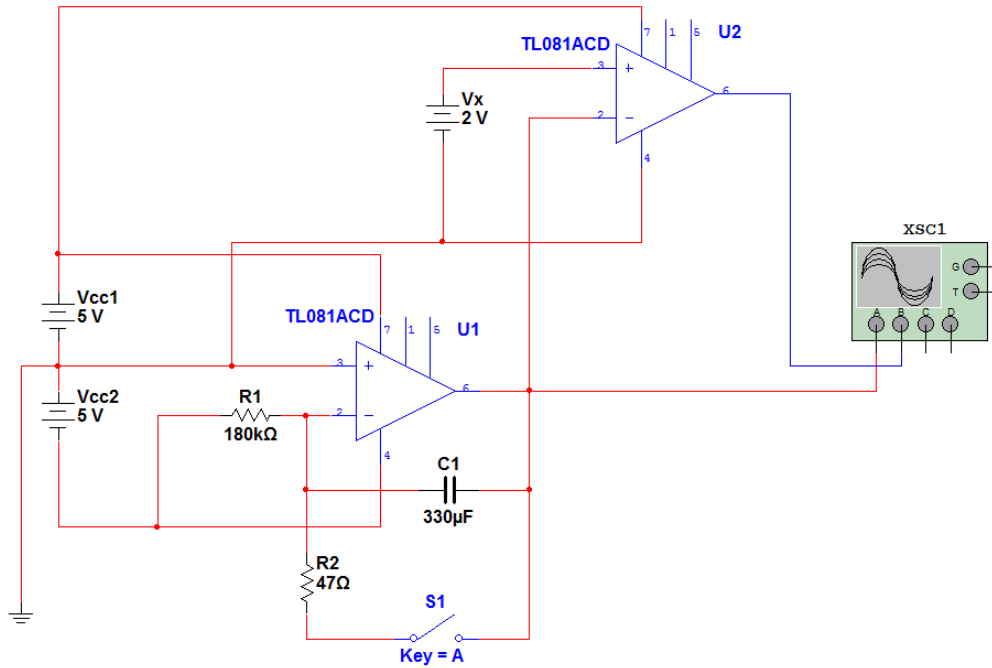 7
1
5
U2
TL081ACD
3
+
6
Vx
2 V
2
−
4
XSC1
G
T
A
B
C
D
Vcc1
5 V
TL081ACD
7
1
5
U1
3
+
6
Vcc2
5 V
R1
180kΩ
2
−
4
C1
330µF
R2
47Ω
S1
Key = A